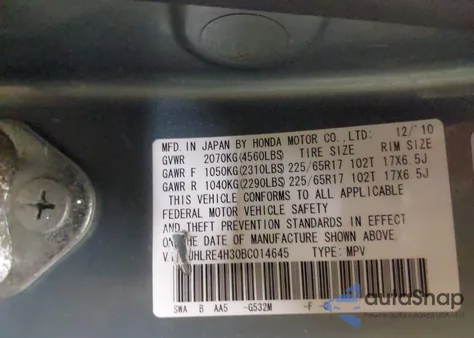 MFD. IN JAPAN BY HONDA MOTOR CO., LTD: 12/10
GVWR 2070KG(4560LBS) TIRE SIZE RIM SIZE
GAWR F 1050KG(2310LBS) 225/65R17 102T 17X6.5J
GAWR R 1040KG(2290LBS) 225/65R17 102T 17X6.5J
THIS VEHICLE CONFORMS TO ALL APPLICABLE
FEDERAL MOTOR VEHICLE SAFETY
AND THEFT PREVENTION STANDARDS IN EFFECT
ON THE DATE OF MANUFACTURE SHOWN ABOVE
JHLRE4H30BC014645 TYPE: MPV
SWA B AA5 -G532M -F
autoSnap